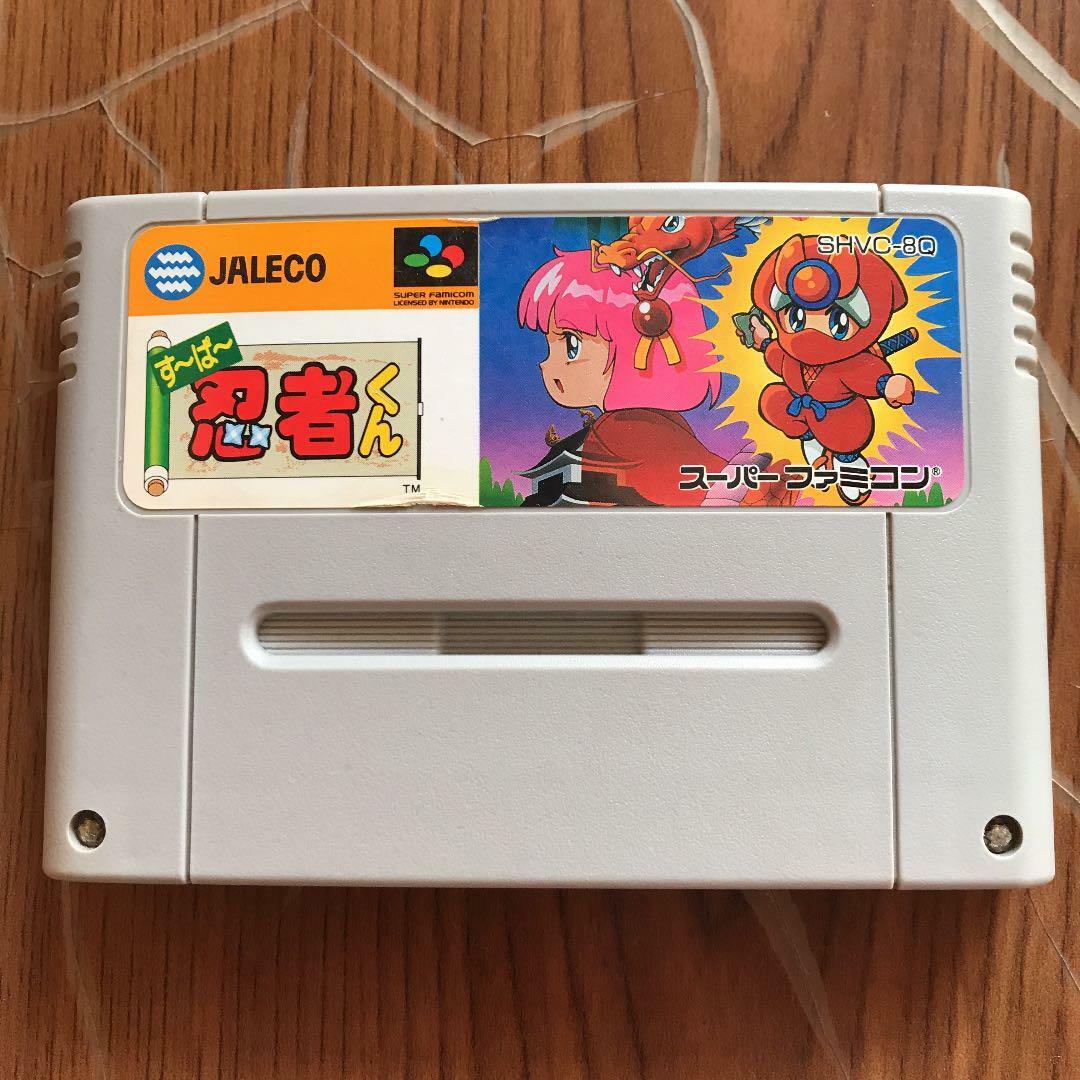 JALECO
SUPER FAMICOM
LICENSED BY NINTENDO
す～ぱ～
忍者くん
TM
SHVC-8Q
スーパーファミコン®